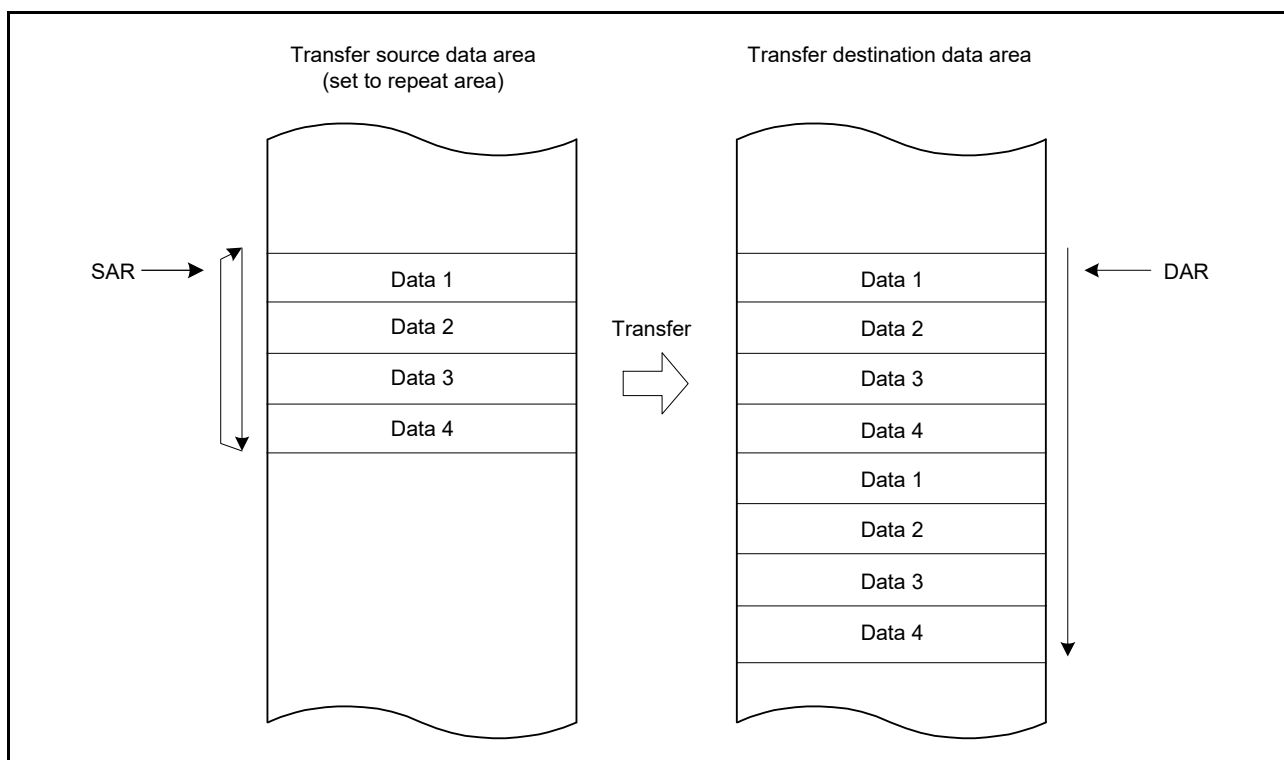 Transfer source data area
(set to repeat area)
Transfer destination data area
SAR
Data 1
Data 2
Data 3
Data 4
Transfer
Data 1
Data 2
Data 3
Data 4
Data 1
Data 2
Data 3
Data 4
DAR